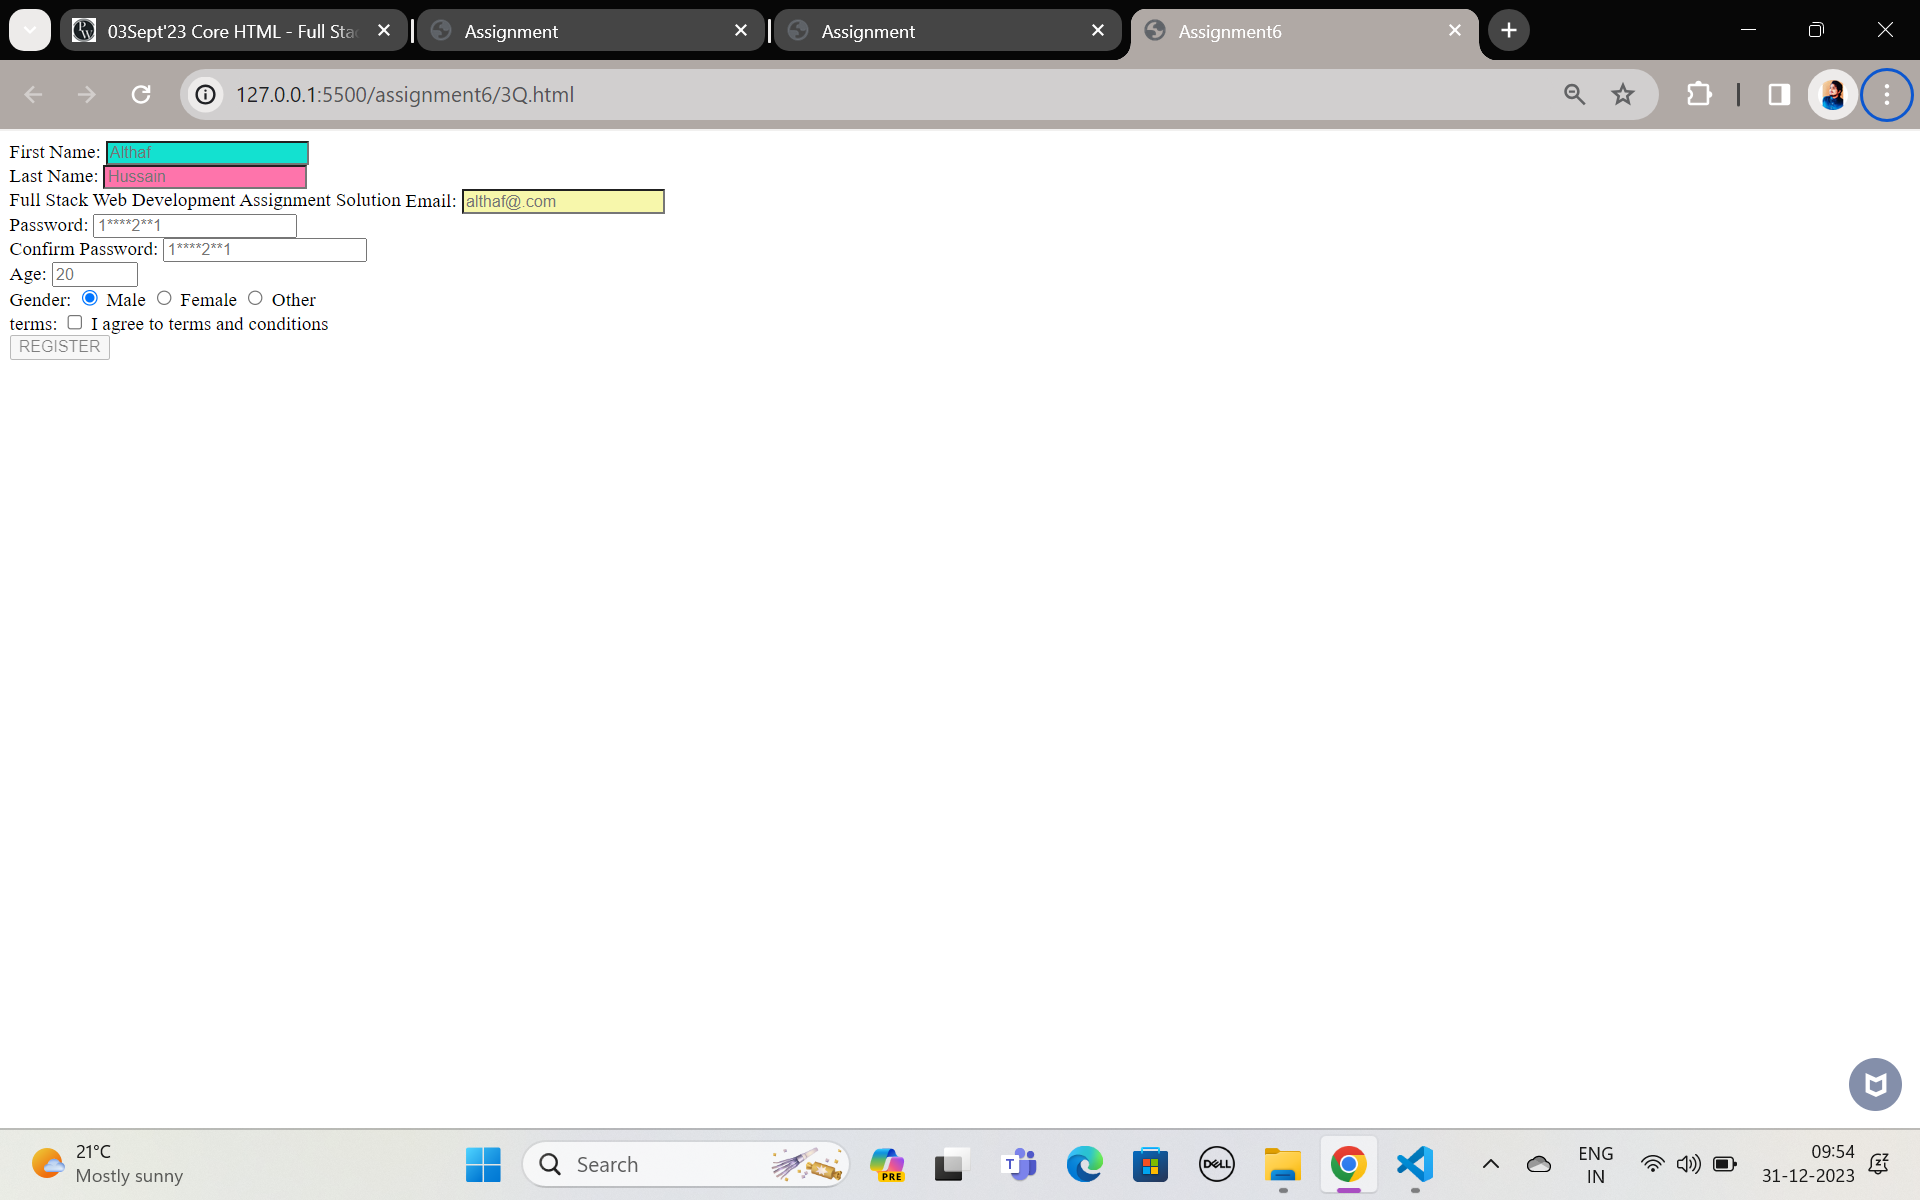 03Sept'23 Core HTML - Full Sta
Assignment
Assignment
Assignment6
127.0.0.1:5500/assignment6/3Q.html
First Name: Althaf
Last Name: Hussain
Full Stack Web Development Assignment Solution Email: althaf@.com
Password: 1****2**1
Confirm Password: 1****2**1
Age: 20
Gender: Male Female Other
terms: I agree to terms and conditions
REGISTER
21°C
Mostly sunny
Search
PRE
T
DELL
ENG
IN
09:54
31-12-2023